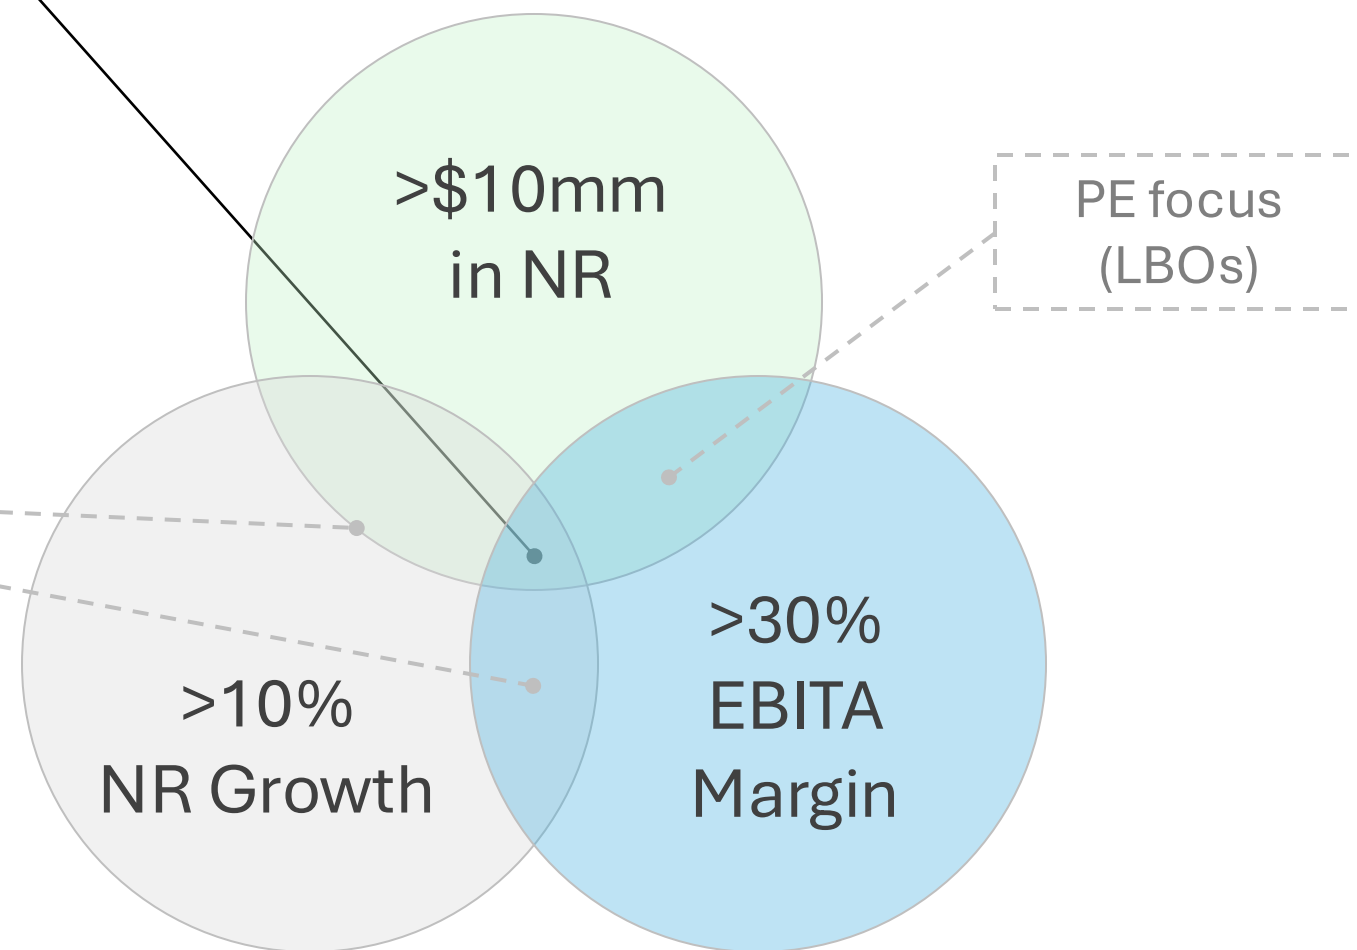 >$10mm
in NR
PE focus
(LBOs)
>30%
EBITA
Margin
>10%
NR Growth